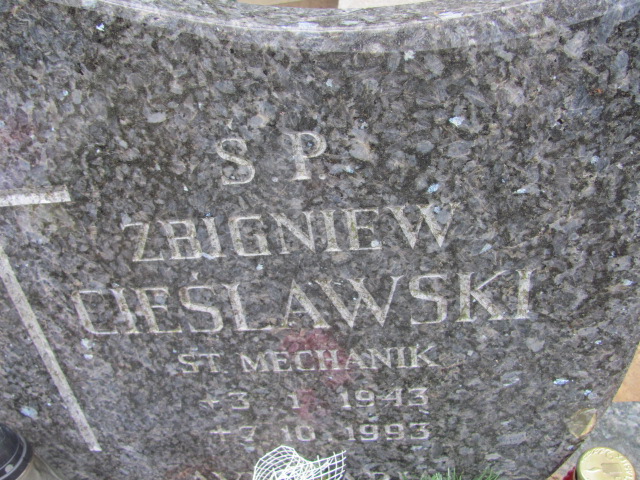 Ś P
ZBIGNIEW
CIEŚLAWSKI
ST MECHANIK
3 1 1943
+7.10.1993